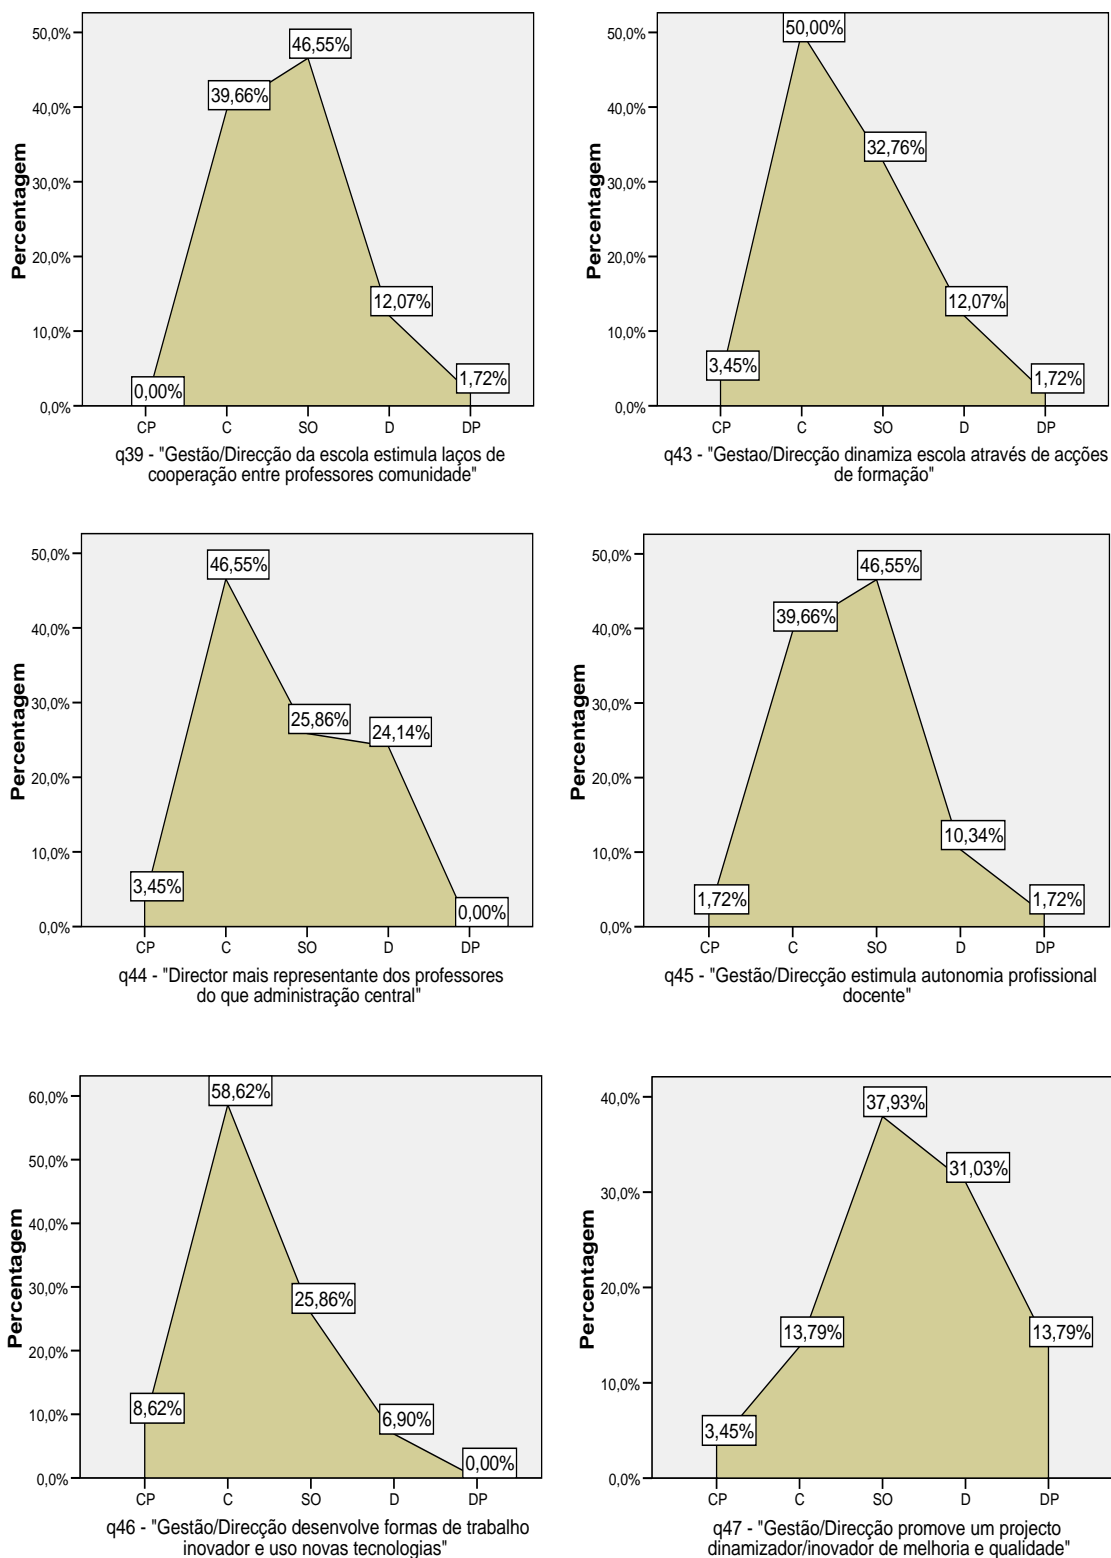 50,0%
40,0%
30,0%
20,0%
10,0%
0,0%
Percentagem
0,00%
39,66%
46,55%
12,07%
1,72%
CP C SO D DP
q39 - "Gestão/Direcção da escola estimula laços de
cooperação entre professores comunidade"
50,0%
40,0%
30,0%
20,0%
10,0%
0,0%
Percentagem
3,45%
50,00%
32,76%
12,07%
1,72%
CP C SO D DP
q43 - "Gestao/Direcção dinamiza escola através de acções
de formação"
50,0%
40,0%
30,0%
20,0%
10,0%
0,0%
Percentagem
3,45%
46,55%
25,86%
24,14%
0,00%
CP C SO D DP
q44 - "Director mais representante dos professores
do que administração central"
50,0%
40,0%
30,0%
20,0%
10,0%
0,0%
Percentagem
1,72%
39,66%
46,55%
10,34%
1,72%
CP C SO D DP
q45 - "Gestão/Direcção estimula autonomia profissional
docente"
60,0%
50,0%
40,0%
30,0%
20,0%
10,0%
0,0%
Percentagem
8,62%
58,62%
25,86%
6,90%
0,00%
CP C SO D DP
q46 - "Gestão/Direcção desenvolve formas de trabalho
inovador e uso novas tecnologias"
40,0%
30,0%
20,0%
10,0%
0,0%
Percentagem
3,45%
13,79%
37,93%
31,03%
13,79%
CP C SO D DP
q47 - "Gestão/Direcção promove um projecto
dinamizador/inovador de melhoria e qualidade"